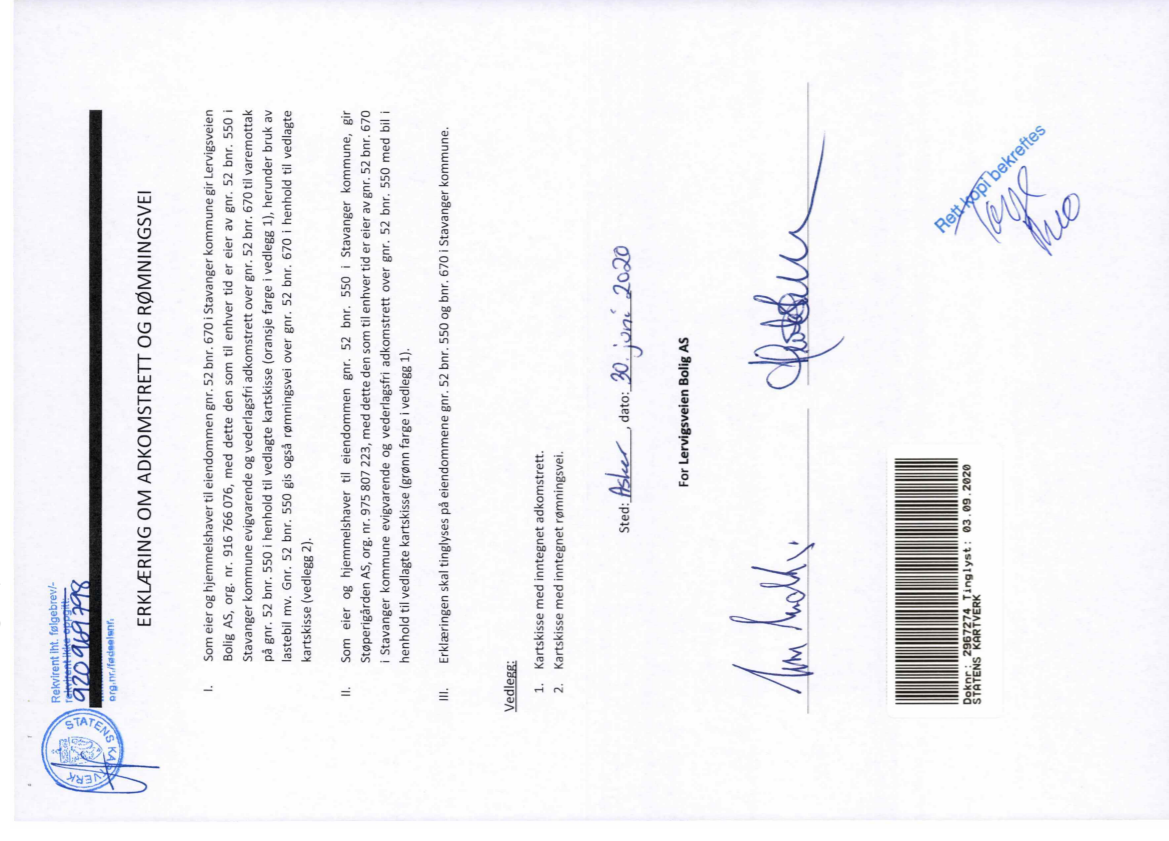 Rekvirent iht. følgebrev/-
rekvirent ikke oppgitt:
920969798
org.nr./fødselsnr.
STATENS KARTVERK
ERKLÆRING OM ADKOMSTRETT OG RØMNINGSVEI
I. Som eier og hjemmelshaver til eiendommen gnr. 52 bnr. 670 i Stavanger kommune gir Lervigsveien
Bolig AS, org. nr. 916 766 076, med dette den som til enhver tid er eier av gnr. 52 bnr. 550 i
Stavanger kommune evigvarende og vederlagsfri adkomstrett over gnr. 52 bnr. 670 til varemottak
på gnr. 52 bnr. 550 i henhold til vedlagte kartskisse (oransje farge i vedlegg 1), herunder bruk av
lastebil mv. Gnr. 52 bnr. 550 gis også rømningsvei over gnr. 52 bnr. 670 i henhold til vedlagte
kartskisse (vedlegg 2).
II. Som eier og hjemmelshaver til eiendommen gnr. 52 bnr. 550 i Stavanger kommune, gir
Støperigården AS, org. nr. 975 807 223, med dette den som til enhver tid er eier av gnr. 52 bnr. 670
i Stavanger kommune evigvarende og vederlagsfri adkomstrett over gnr. 52 bnr. 550 med bil i
henhold til vedlagte kartskisse (grønn farge i vedlegg 1).
III. Erklæringen skal tinglyses på eiendommene gnr. 52 bnr. 550 og bnr. 670 i Stavanger kommune.
Vedlegg:
1. Kartskisse med inntegnet adkomstrett.
2. Kartskisse med inntegnet rømningsvei.
Sted: Asker, dato: 30. juni 2020
For Lervigsveien Bolig AS
Doknr: 2967274 Tinglyst: 03.09.2020
STATENS KARTVERK
Rett kopi bekreftes